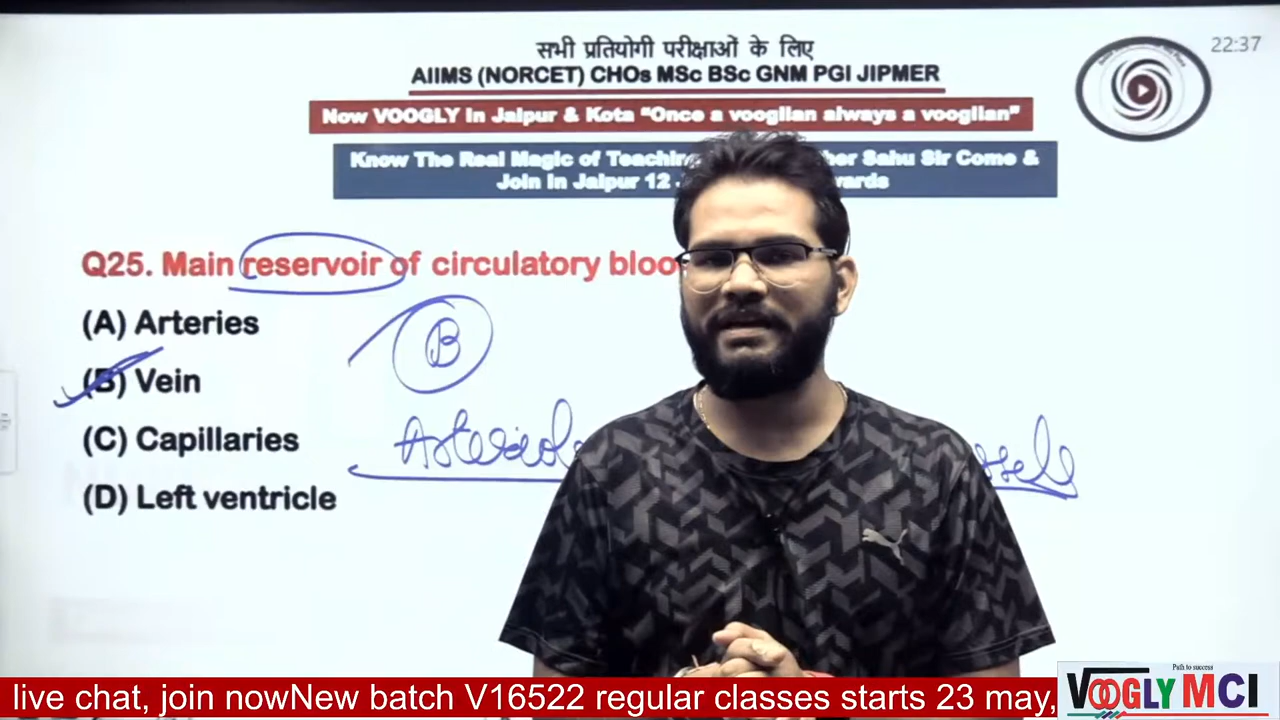 सभी प्रतियोगी परीक्षाओं के लिए
22:37
AIIMS (NORCET) CHOs MSc BSc GNM PGI JIPMER
Now VOOGLY In Jaipur & Kota “Once a vooglian always a vooglian”
Know The Real Magic of Sahu Sir Come &
Join In Jaipur 12
Q25. Main reservoir of circulatory
(A) Arteries
(B) Vein
B
(C) Capillaries
(D) Left ventricle
Path to success
live chat, join nowNew batch V16522 regular classes starts 23 may,
VOOGLY MCI